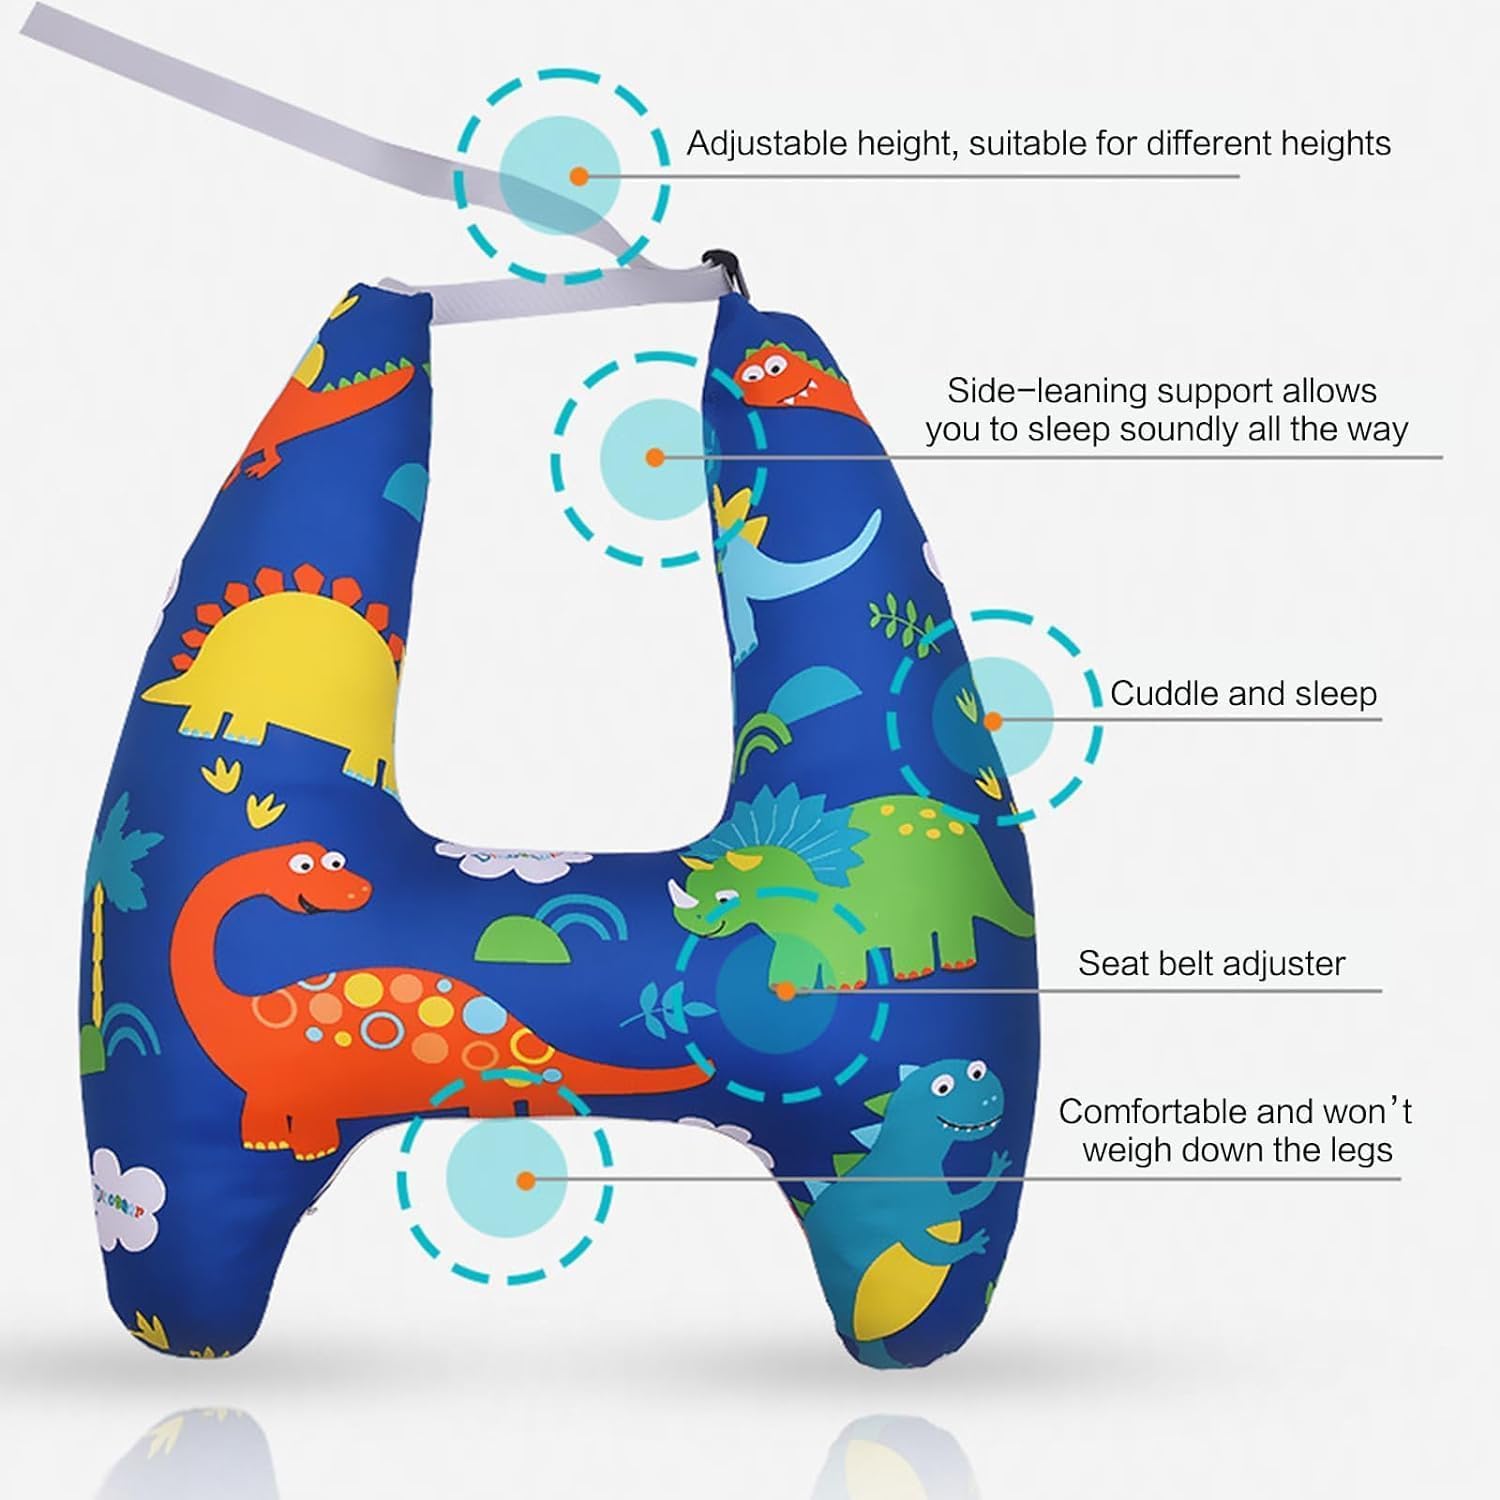 Adjustable height, suitable for different heights
Side-leaning support allows
you to sleep soundly all the way
Cuddle and sleep
Seat belt adjuster
Comfortable and won't
weigh down the legs